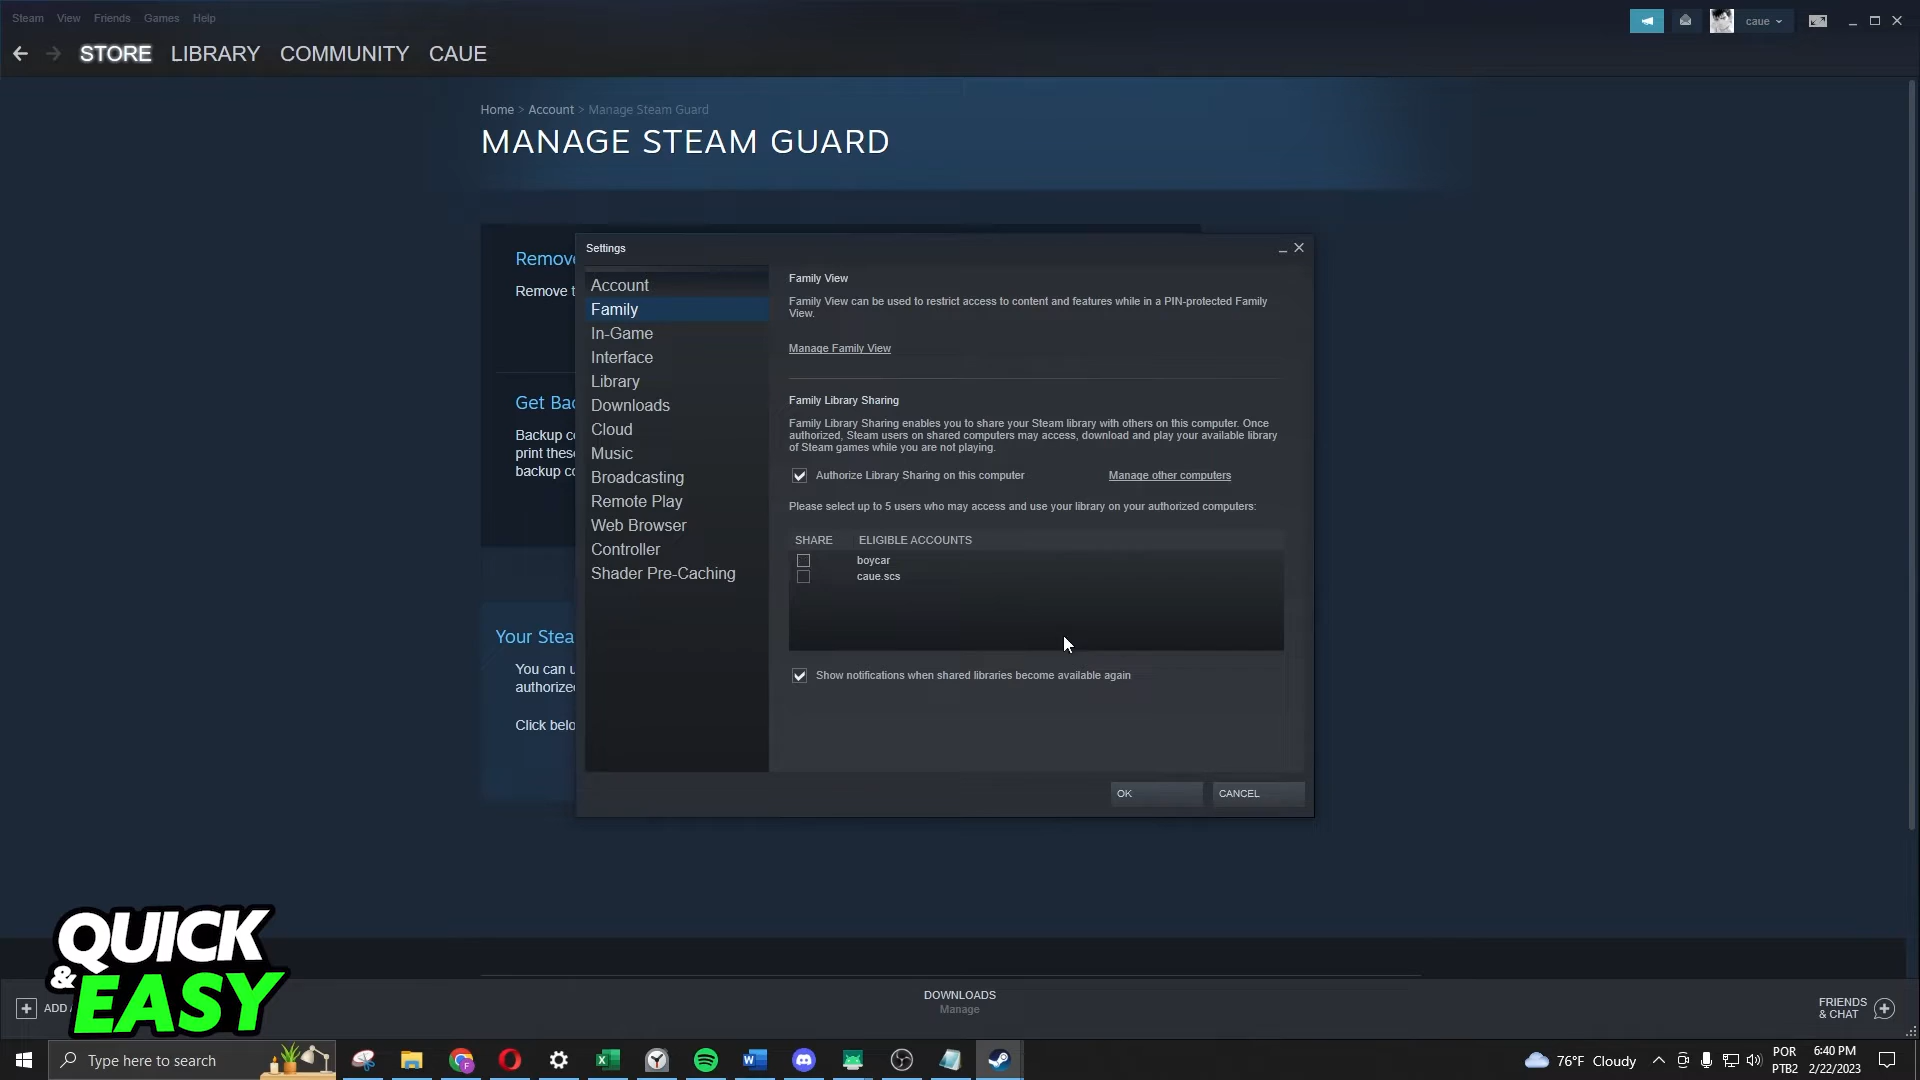 Steam View Friends Games Help
caue
STORE LIBRARY COMMUNITY CAUE
Home > Account > Manage Steam Guard
MANAGE STEAM GUARD
Remove
Remove t
Get Bac
Backup co
print these
backup co
Your Stea
You can u
authorized
Click belo
Settings
Account
Family
In-Game
Interface
Library
Downloads
Cloud
Music
Broadcasting
Remote Play
Web Browser
Controller
Shader Pre-Caching
Family View
Family View can be used to restrict access to content and features while in a PIN-protected Family
View.
Manage Family View
Family Library Sharing
Family Library Sharing enables you to share your Steam library with others on this computer. Once
authorized, Steam users on shared computers may access, download and play your available library
of Steam games while you are not playing.
Authorize Library Sharing on this computer
Manage other computers
Please select up to 5 users who may access and use your library on your authorized computers:
SHARE ELIGIBLE ACCOUNTS
boycar
caue.scs
Show notifications when shared libraries become available again
OK CANCEL
QUICK
& EASY
ADD
DOWNLOADS
Manage
FRIENDS
& CHAT
Type here to search
76°F Cloudy
POR
PTB2
6:40 PM
2/22/2023